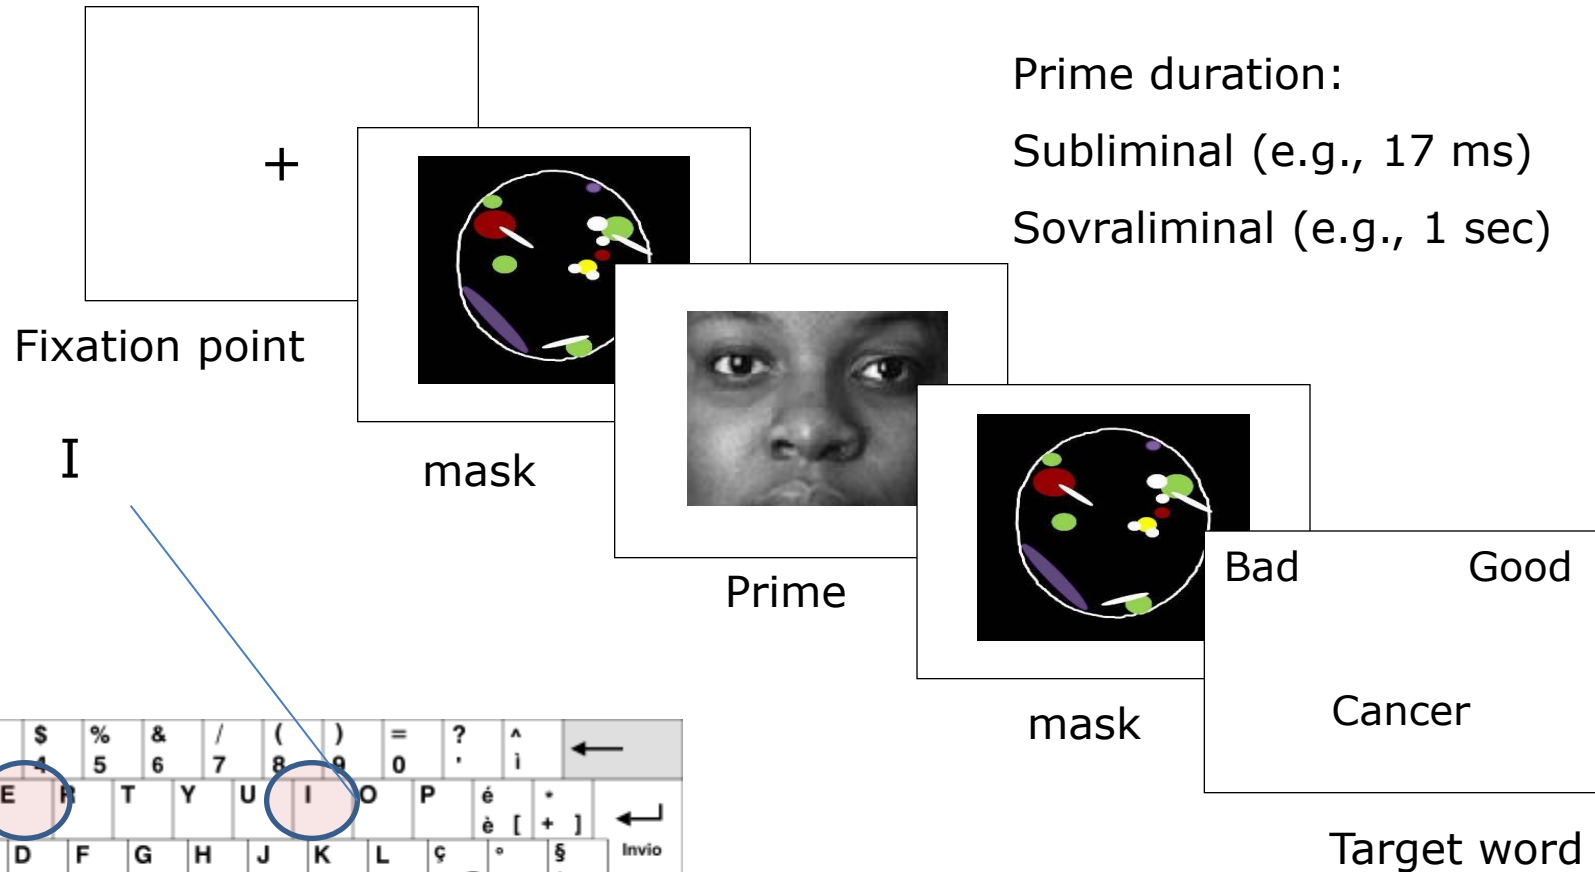 Prime duration:
Subliminal (e.g., 17 ms)
Sovraliminal (e.g., 1 sec)
+
Fixation point
I
mask
Prime
mask
Bad Good
Cancer
Target word
$ % & / ( ) = ? ^
4 5 6 7 8 9 0 ' ì
E R T Y U I O P é *
è [ + ]
D F G H J K L ç ° §
Invio